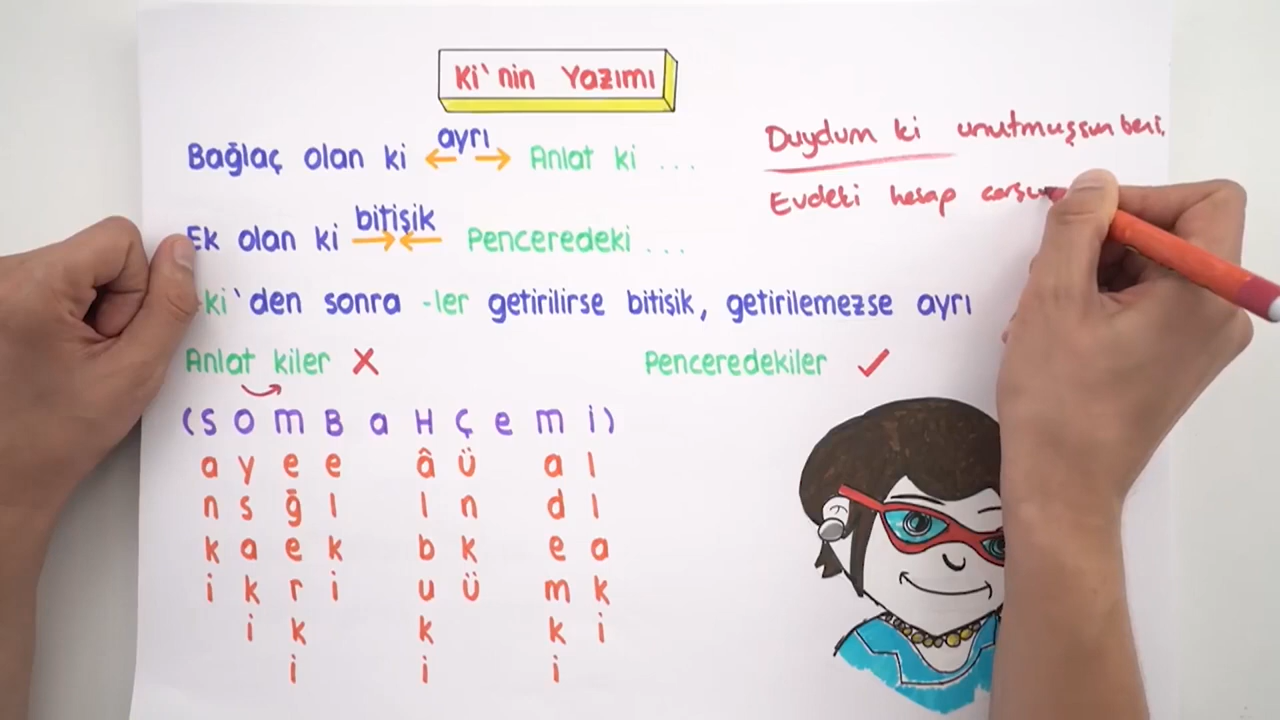 Ki'nin Yazımı
Bağlaç olan ki ayrı Anlat ki ...
Duydum ki unutmuşsun beni.
Evdeki hesap
Ek olan ki bitişik Penceredeki ...
-ki'den sonra -ler getirilirse bitişik, getirilemezse ayrı
Anlat kiler X Penceredekiler ✓
(S O m B a H Ç e m İ)
a y e e â ü a l
n s ğ l l n d l
k a e k b k e a
i k r i u ü m k
i k k k i
i i i